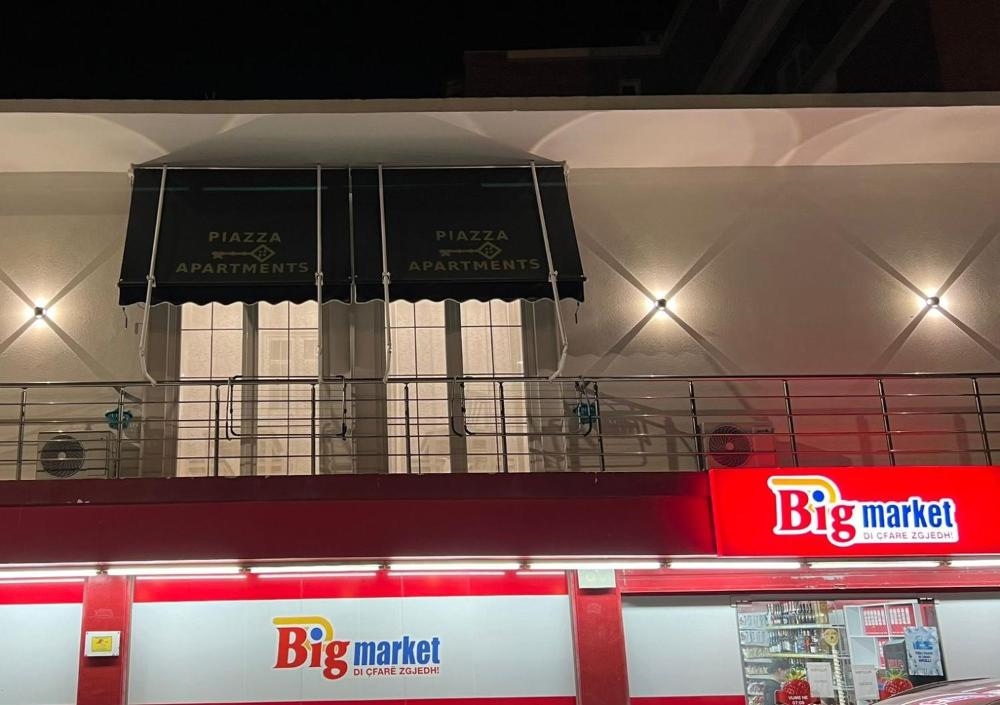 PIAZZA
APARTMENTS
PIAZZA
APARTMENTS
Big market
DI ÇFARË ZGJEDH!
Big market
DI ÇFARË ZGJEDH!